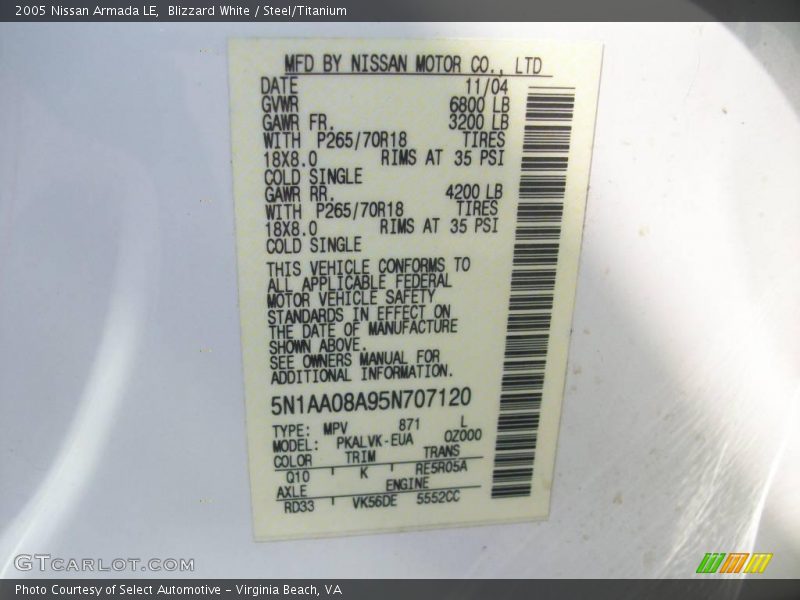 2005 Nissan Armada LE,  Blizzard White / Steel/Titanium
MFD BY NISSAN MOTOR CO., LTD
DATE 11/04
GVWR 6800 LB
GAWR FR. 3200 LB
WITH P265/70R18 TIRES
18X8.0 RIMS AT 35 PSI
COLD SINGLE
GAWR RR. 4200 LB
WITH P265/70R18 TIRES
18X8.0 RIMS AT 35 PSI
COLD SINGLE
THIS VEHICLE CONFORMS TO
ALL APPLICABLE FEDERAL
MOTOR VEHICLE SAFETY
STANDARDS IN EFFECT ON
THE DATE OF MANUFACTURE
SHOWN ABOVE.
SEE OWNERS MANUAL FOR
ADDITIONAL INFORMATION.
5N1AA08A95N707120
TYPE: MPV 871 L
MODEL: PKALVK-EUA 0Z000
COLOR TRIM TRANS
Q10 K RE5R05A
AXLE ENGINE
RD33 VK56DE 5552CC
GTCARLOT.COM
Photo Courtesy of Select Automotive - Virginia Beach, VA